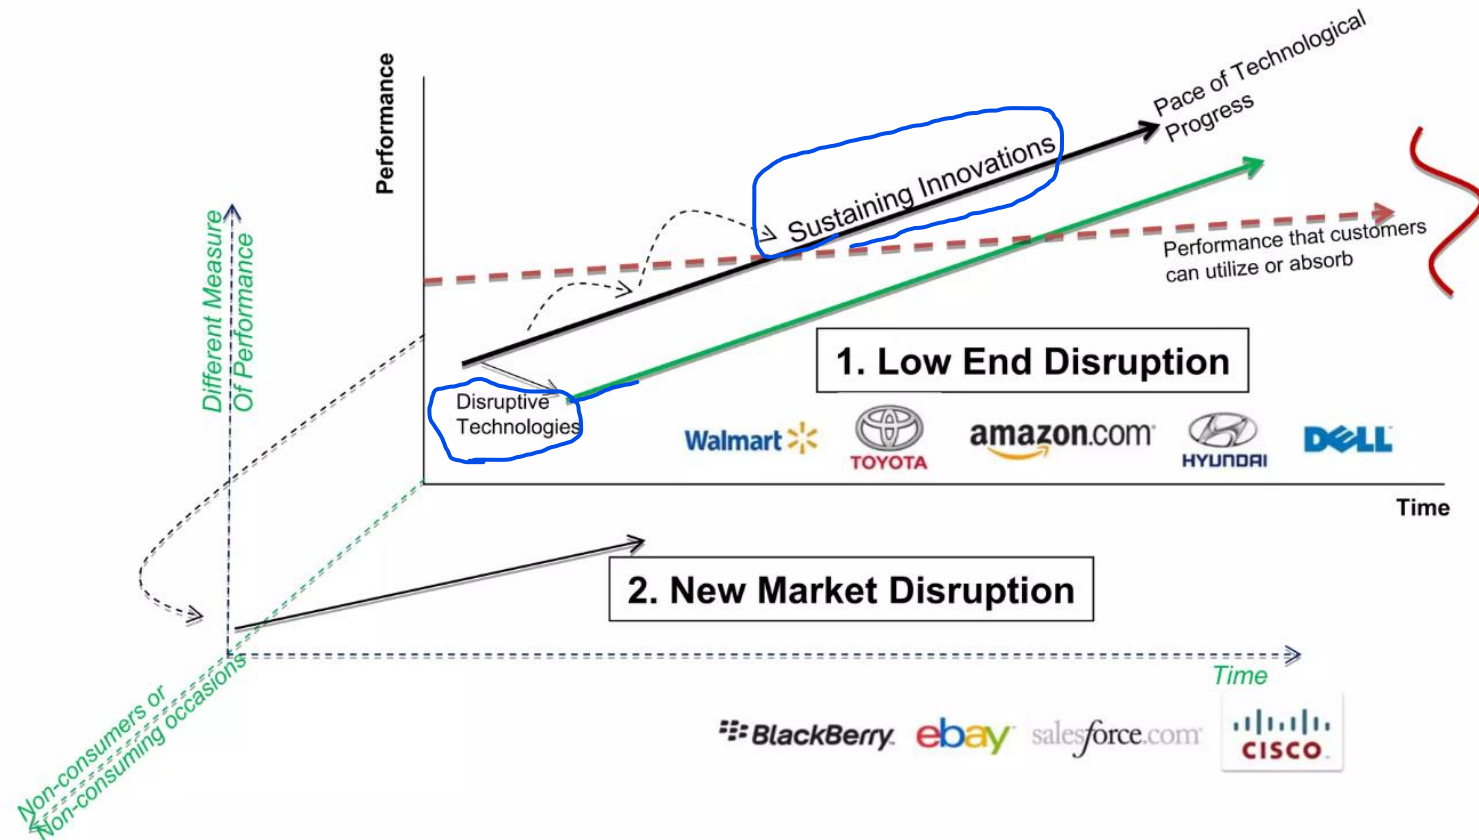 Performance
Pace of Technological
Progress
Sustaining Innovations
Performance that customers
can utilize or absorb
Different Measure
Of Performance
1. Low End Disruption
Disruptive
Technologies
Walmart
TOYOTA
amazon.com
HYUNDAI
DELL
Time
2. New Market Disruption
Time
Non-consumers or
Non-consuming occasions
BlackBerry
ebay
salesforce.com
CISCO